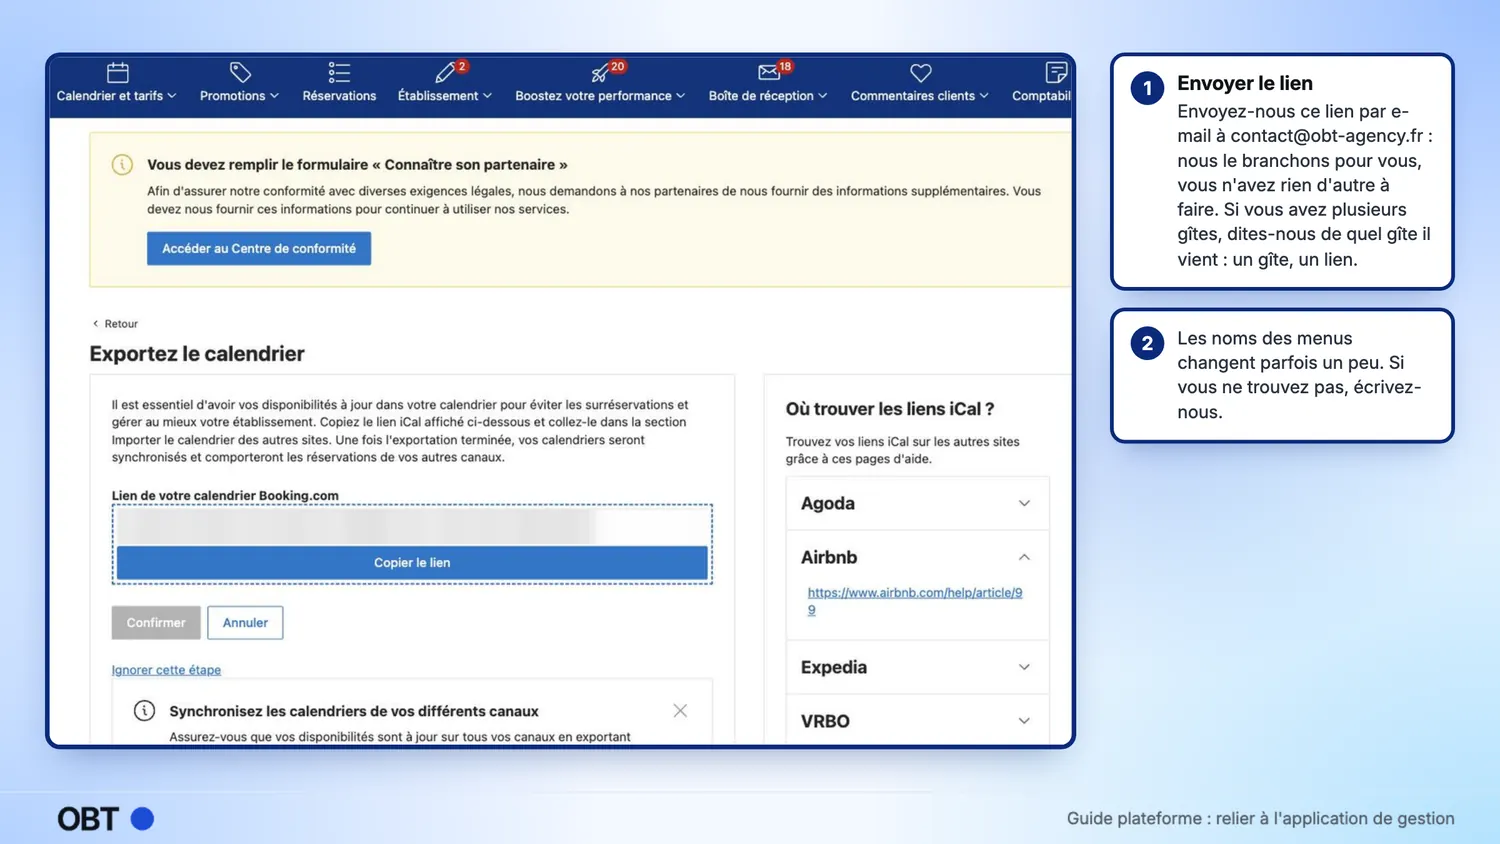 Calendrier et tarifs
Promotions
Réservations
2
Établissement
20
Boostez votre performance
18
Boîte de réception
Commentaires clients
Comptabil
Vous devez remplir le formulaire « Connaître son partenaire »
Afin d'assurer notre conformité avec diverses exigences légales, nous demandons à nos partenaires de nous fournir des informations supplémentaires. Vous
devez nous fournir ces informations pour continuer à utiliser nos services.
Accéder au Centre de conformité
Retour
Exportez le calendrier
Il est essentiel d'avoir vos disponibilités à jour dans votre calendrier pour éviter les surréservations et
gérer au mieux votre établissement. Copiez le lien iCal affiché ci-dessous et collez-le dans la section
Importer le calendrier des autres sites. Une fois l'exportation terminée, vos calendriers seront
synchronisés et comporteront les réservations de vos autres canaux.
Lien de votre calendrier Booking.com
Copier le lien
Confirmer
Annuler
Ignorer cette étape
Synchronisez les calendriers de vos différents canaux
Assurez-vous que vos disponibilités sont à jour sur tous vos canaux en exportant
Où trouver les liens iCal ?
Trouvez vos liens iCal sur les autres sites
grâce à ces pages d'aide.
Agoda
Airbnb
https://www.airbnb.com/help/article/9
9
Expedia
VRBO
1
Envoyer le lien
Envoyez-nous ce lien par e-
mail à contact@obt-agency.fr :
nous le branchons pour vous,
vous n'avez rien d'autre à
faire. Si vous avez plusieurs
gîtes, dites-nous de quel gîte il
vient : un gîte, un lien.
2
Les noms des menus
changent parfois un peu. Si
vous ne trouvez pas, écrivez-
nous.
OBT
Guide plateforme : relier à l'application de gestion